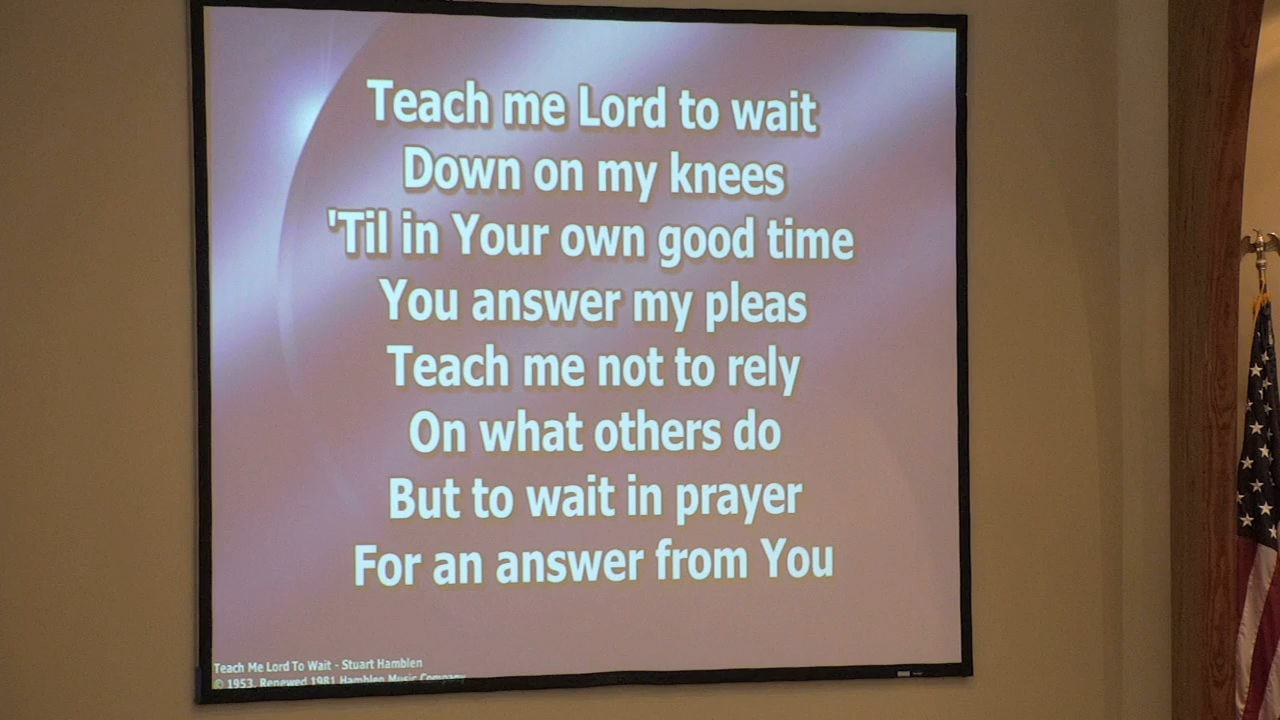 Teach me Lord to wait
Down on my knees
'Til in Your own good time
You answer my pleas
Teach me not to rely
On what others do
But to wait in prayer
For an answer from You
Teach Me Lord To Wait - Stuart Hamblen
© 1953, Renewed 1981 Hamblen Music Company